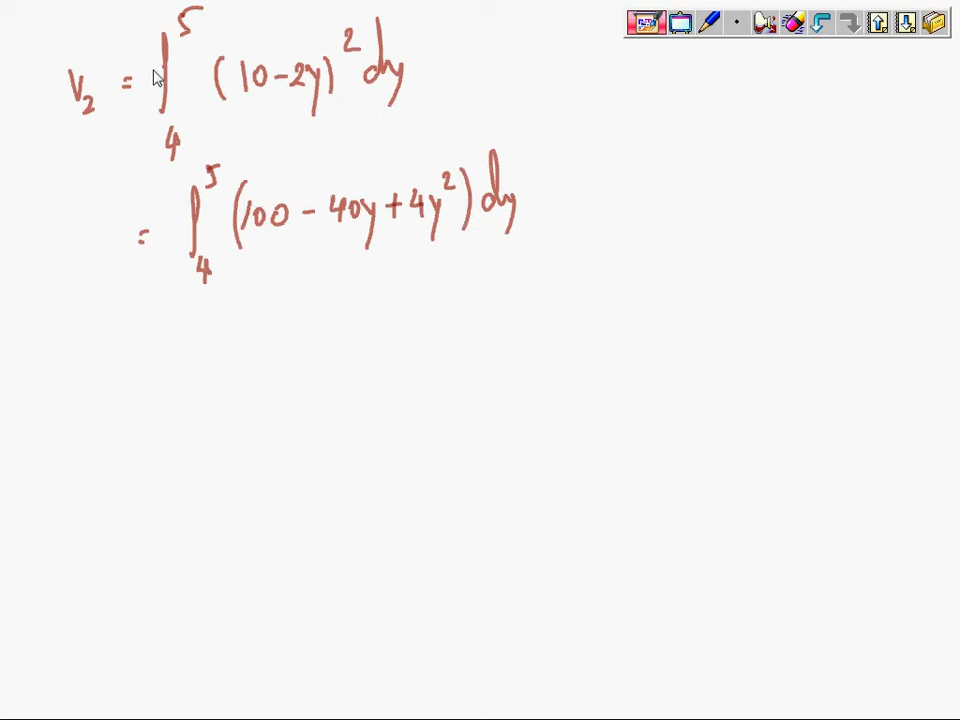 V₂ = ∫₄⁵ (10-2y)² dy
= ∫₄⁵ (100 - 40y + 4y²) dy